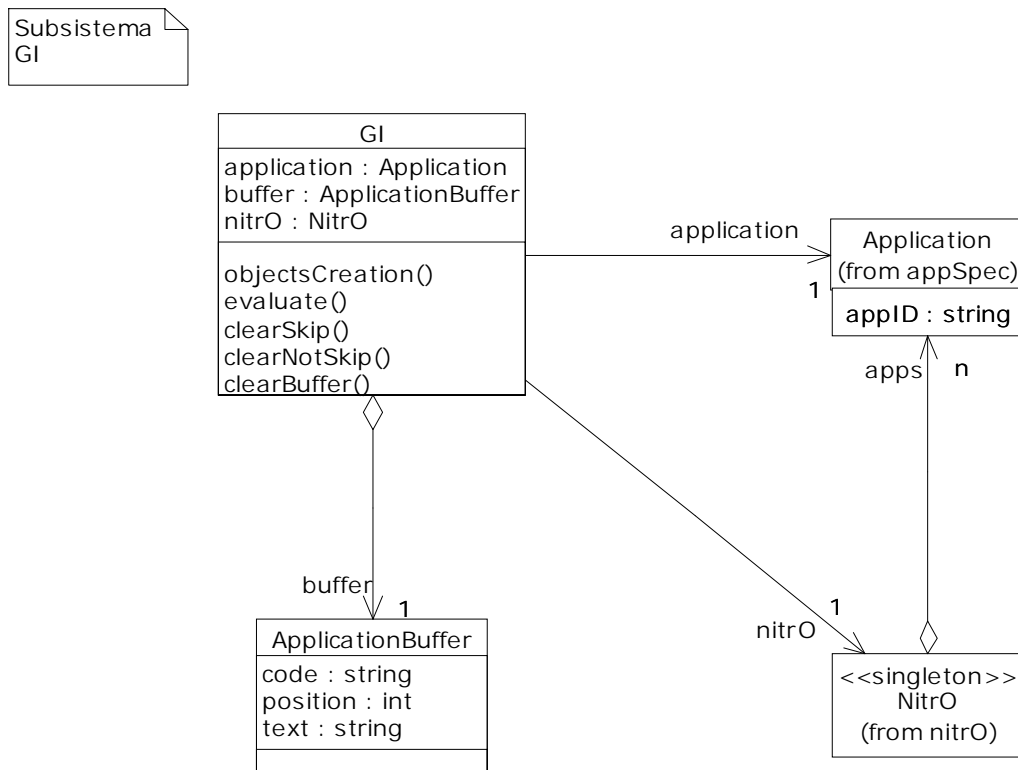 Subsistema
GI
GI
application : Application
buffer : ApplicationBuffer
nitrO : NitrO
objectsCreation()
evaluate()
clearSkip()
clearNotSkip()
clearBuffer()
application
1
Application
(from appSpec)
appID : string
apps
n
buffer
1
ApplicationBuffer
code : string
position : int
text : string
1
nitrO
<<singleton>>
NitrO
(from nitrO)